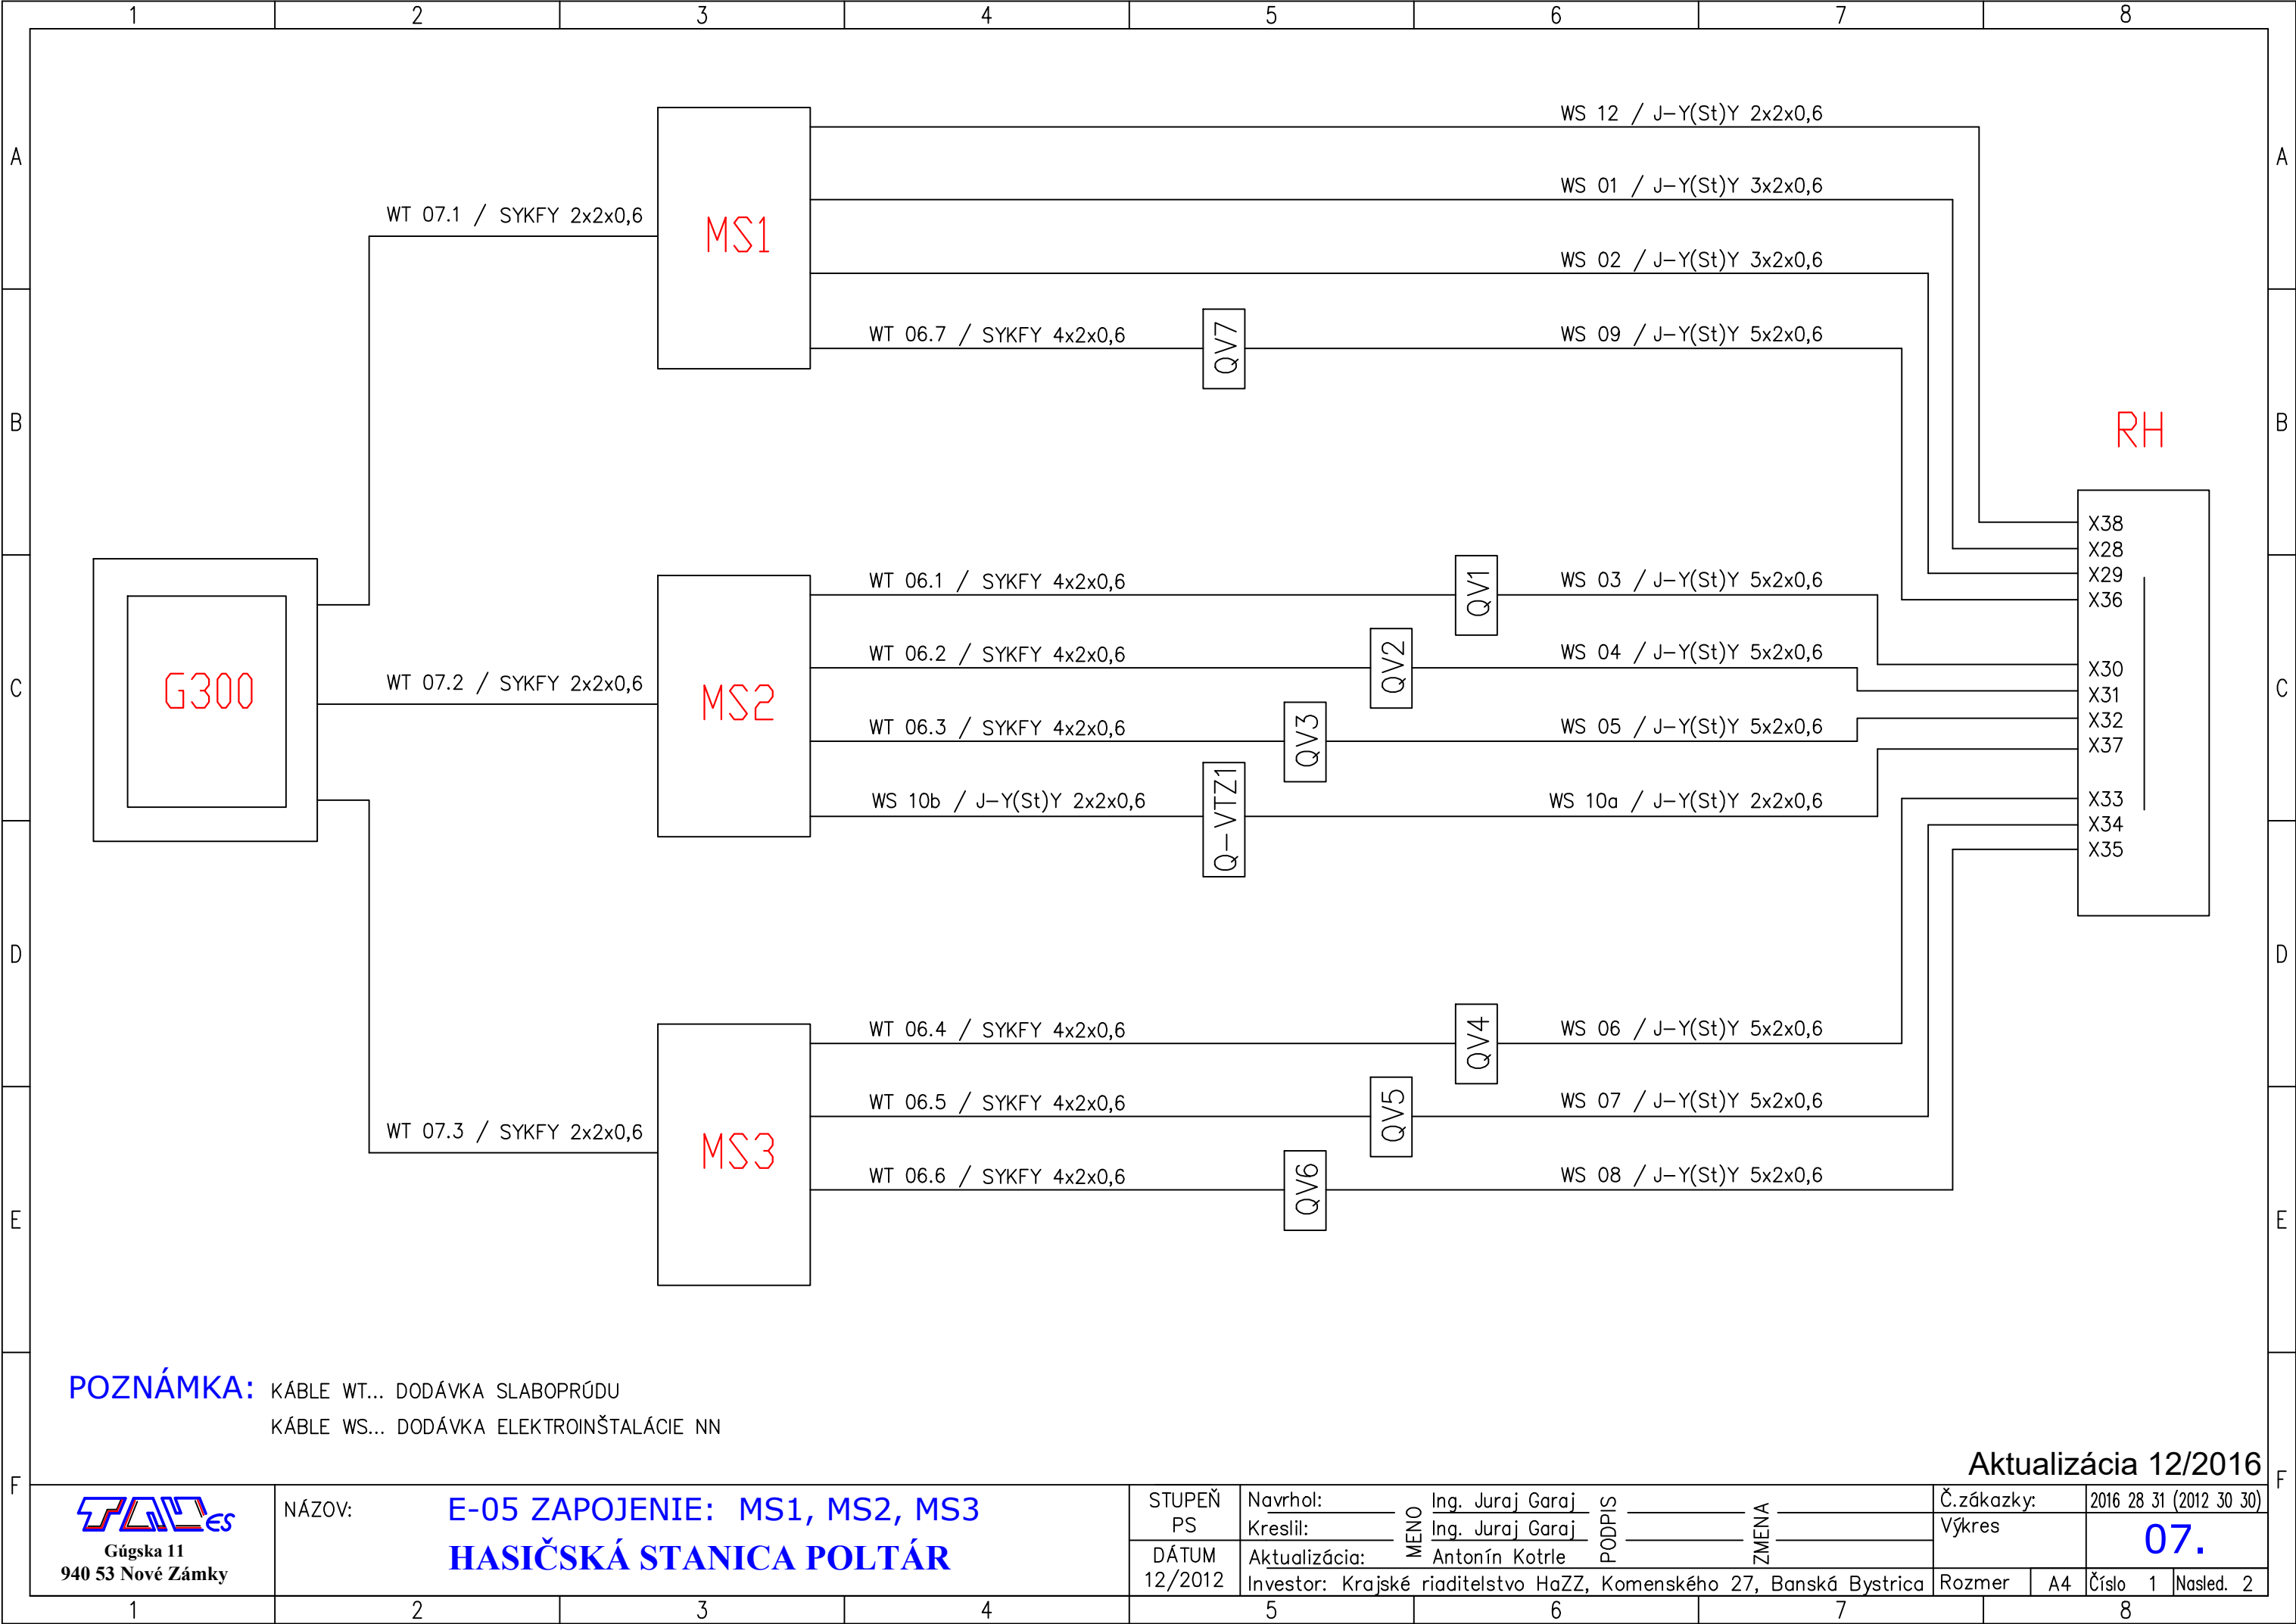 1 2 3 4 5 6 7 8
A A
B B
C C
D D
E E
F F
WS 12 / J-Y(St)Y 2x2x0,6
WS 01 / J-Y(St)Y 3x2x0,6
WT 07.1 / SYKFY 2x2x0,6
MS1
WS 02 / J-Y(St)Y 3x2x0,6
WT 06.7 / SYKFY 4x2x0,6
QV7
WS 09 / J-Y(St)Y 5x2x0,6
RH
X38
X28
X29
X36
X30
X31
X32
X37
X33
X34
X35
G300
WT 07.2 / SYKFY 2x2x0,6
MS2
WT 06.1 / SYKFY 4x2x0,6
QV1
WS 03 / J-Y(St)Y 5x2x0,6
WT 06.2 / SYKFY 4x2x0,6
QV2
WS 04 / J-Y(St)Y 5x2x0,6
WT 06.3 / SYKFY 4x2x0,6
QV3
WS 05 / J-Y(St)Y 5x2x0,6
WS 10b / J-Y(St)Y 2x2x0,6
Q-VTZ1
WS 10a / J-Y(St)Y 2x2x0,6
WT 07.3 / SYKFY 2x2x0,6
MS3
WT 06.4 / SYKFY 4x2x0,6
QV4
WS 06 / J-Y(St)Y 5x2x0,6
WT 06.5 / SYKFY 4x2x0,6
QV5
WS 07 / J-Y(St)Y 5x2x0,6
WT 06.6 / SYKFY 4x2x0,6
QV6
WS 08 / J-Y(St)Y 5x2x0,6
POZNÁMKA: KÁBLE WT... DODÁVKA SLABOPRÚDU
KÁBLE WS... DODÁVKA ELEKTROINŠTALÁCIE NN
Aktualizácia 12/2016
ES
Gúgska 11
940 53 Nové Zámky
NÁZOV: E-05 ZAPOJENIE: MS1, MS2, MS3
HASIČSKÁ STANICA POLTÁR
STUPEŇ
PS
DÁTUM
12/2012
Navrhol: Ing. Juraj Garaj
Kreslil: Ing. Juraj Garaj
Aktualizácia: Antonín Kotrle
MENO
PODPIS
ZMENA
Investor: Krajské riaditelstvo HaZZ, Komenského 27, Banská Bystrica
Č.zákazky: 2016 28 31 (2012 30 30)
Výkres 07.
Rozmer A4 Číslo 1 Nasled. 2
1 2 3 4 5 6 7 8